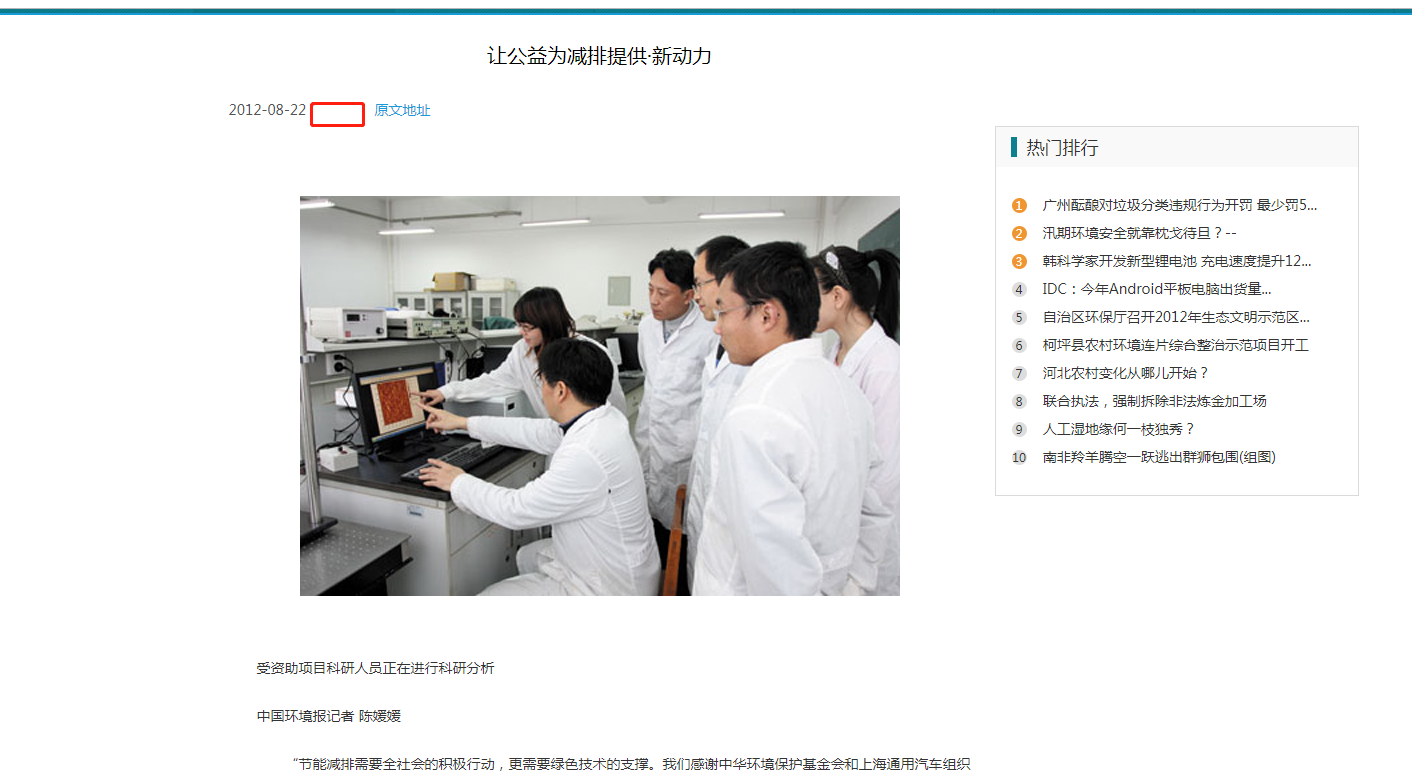 让公益为减排提供·新动力
2012-08-22 原文地址
受资助项目科研人员正在进行科研分析
中国环境报记者 陈媛媛
“节能减排需要全社会的积极行动，更需要绿色技术的支撑。我们感谢中华环境保护基金会和上海通用汽车组织
热门排行
1 广州酝酿对垃圾分类违规行为开罚 最少罚5...
2 汛期环境安全就靠枕戈待旦？--
3 韩科学家开发新型锂电池 充电速度提升12...
4 IDC：今年Android平板电脑出货量...
5 自治区环保厅召开2012年生态文明示范区...
6 柯坪县农村环境连片综合整治示范项目开工
7 河北农村变化从哪儿开始？
8 联合执法，强制拆除非法炼金加工场
9 人工湿地缘何一枝独秀？
10 南非羚羊腾空一跃逃出群狮包围(组图)